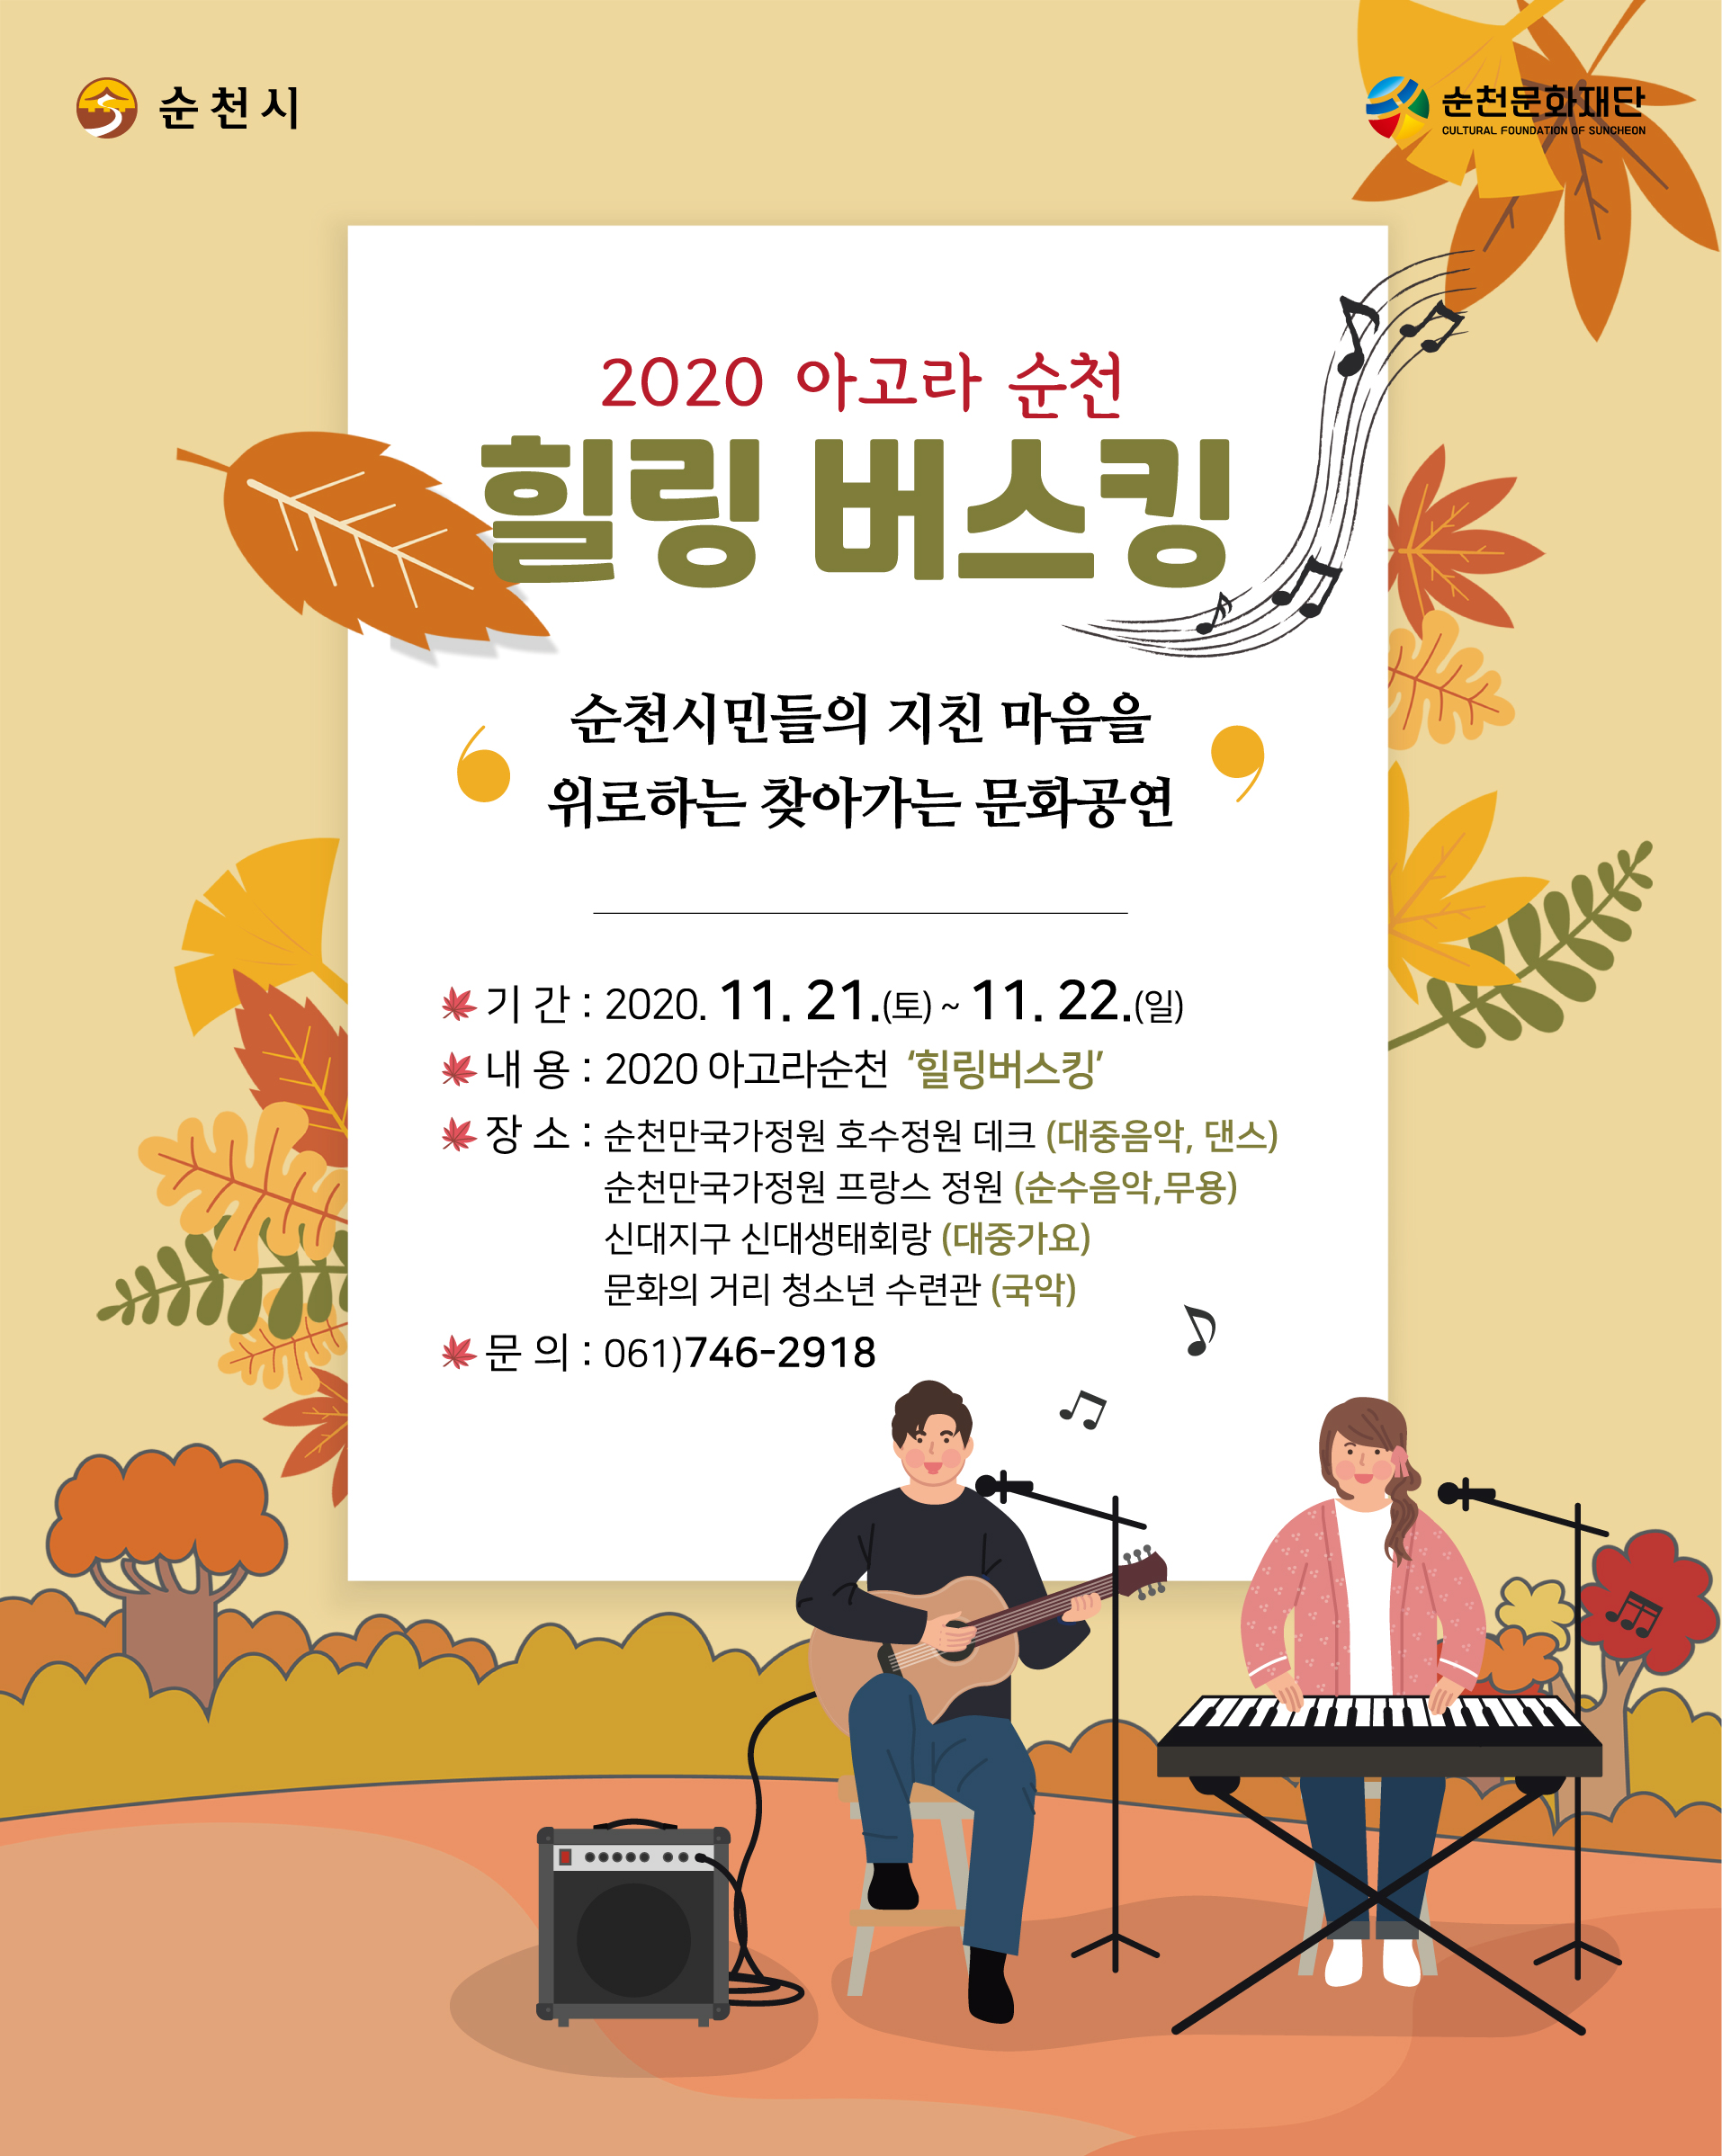 순천시
순천문화재단
CULTURAL FOUNDATION OF SUNCHEON
2020 아고라 순천
힐링 버스킹
순천시민들의 지친 마음을
위로하는 찾아가는 문화공연
기 간 : 2020. 11. 21.(토) ~ 11. 22.(일)
내 용 : 2020 아고라순천 ‘힐링버스킹’
장 소 : 순천만국가정원 호수정원 데크 (대중음악, 댄스)
순천만국가정원 프랑스 정원 (순수음악,무용)
신대지구 신대생태회랑 (대중가요)
문화의 거리 청소년 수련관 (국악)
문 의 : 061)746-2918